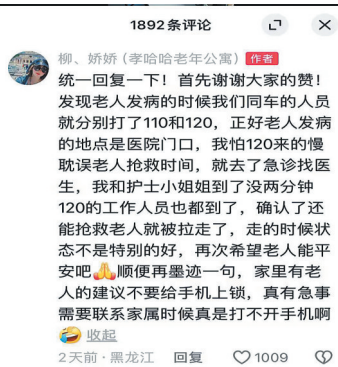 1892条评论
柳、娇娇（孝哈哈老年公寓） 作者
统一回复一下！首先谢谢大家的赞！
发现老人发病的时候我们同车的人员
就分别打了110和120，正好老人发病
的地点是医院门口，我怕120来的慢
耽误老人抢救时间，就去了急诊找医
生，我和护士小姐姐到了没两分钟
120的工作人员也都到了，确认了还
能抢救老人就被拉走了，走的时候状
态不是特别的好，再次希望老人能平
安吧🙏顺便再墨迹一句，家里有老
人的建议不要给手机上锁，真有急事
需要联系家属时候真是打不开手机啊
🤣 收起
2天前·黑龙江 回复 1009